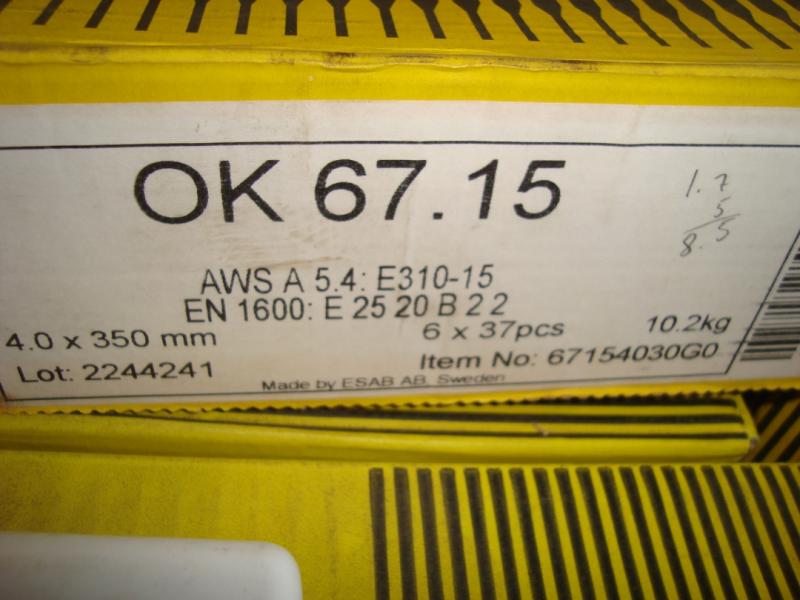 OK 67.15
1.7
5
8.5
AWS A 5.4: E310-15
EN 1600: E 25 20 B 2 2
4.0 x 350 mm 6 x 37pcs 10.2kg
Lot: 2244241 Item No: 67154030G0
Made by ESAB AB. Sweden